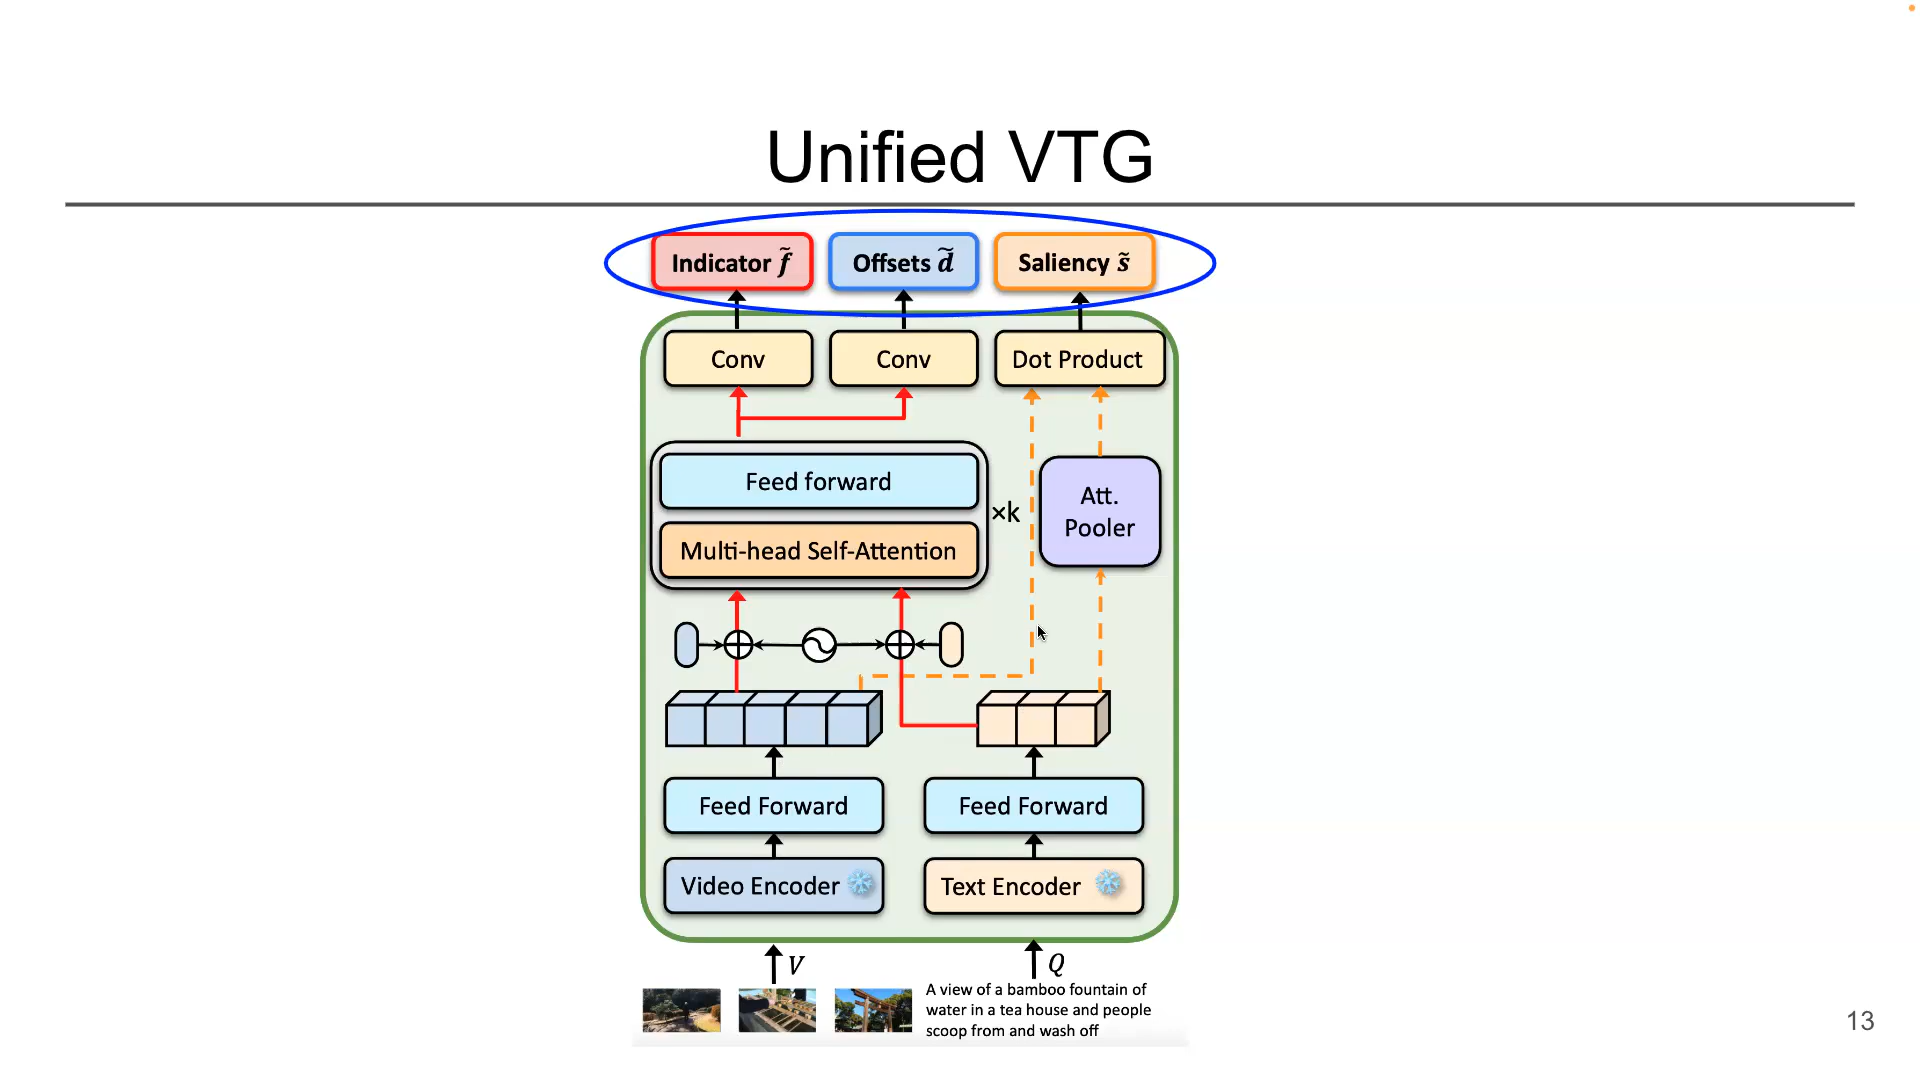 Unified VTG
Indicator f̃
Offsets d̃
Saliency s̃
Conv
Conv
Dot Product
Feed forward
×k
Att.
Pooler
Multi-head Self-Attention
Feed Forward
Feed Forward
Video Encoder
Text Encoder
V
Q
A view of a bamboo fountain of
water in a tea house and people
scoop from and wash off
13